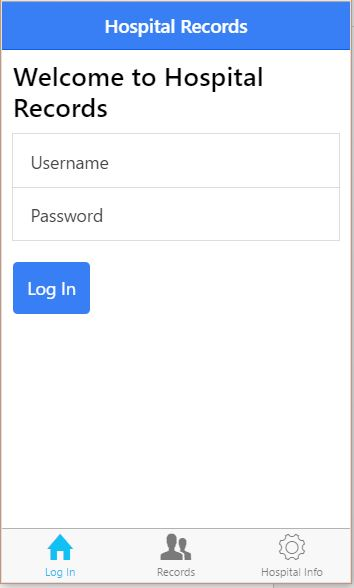 Hospital Records
Welcome to Hospital
Records
Username
Password
Log In
Log In
Records
Hospital Info